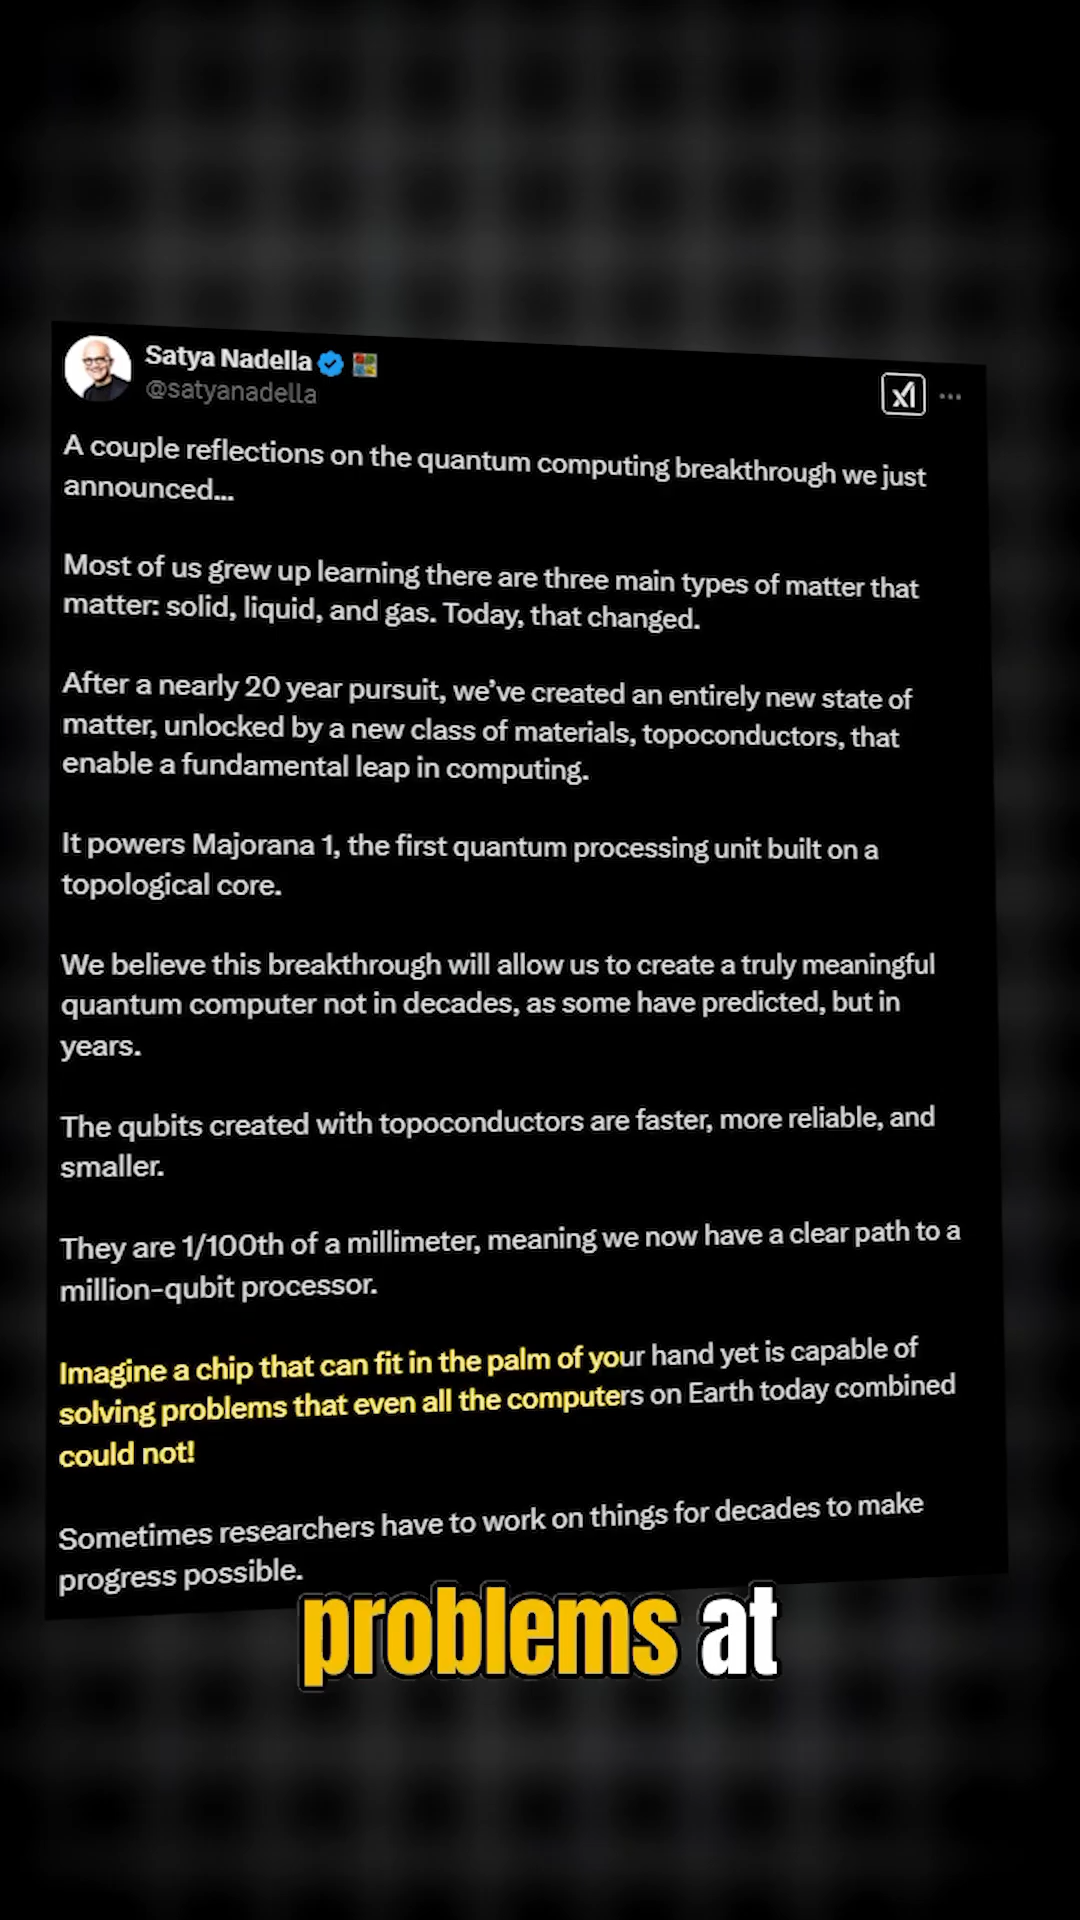 Satya Nadella
@satyanadella
A couple reflections on the quantum computing breakthrough we just
announced...
Most of us grew up learning there are three main types of matter that
matter: solid, liquid, and gas. Today, that changed.
After a nearly 20 year pursuit, we’ve created an entirely new state of
matter, unlocked by a new class of materials, topoconductors, that
enable a fundamental leap in computing.
It powers Majorana 1, the first quantum processing unit built on a
topological core.
We believe this breakthrough will allow us to create a truly meaningful
quantum computer not in decades, as some have predicted, but in
years.
The qubits created with topoconductors are faster, more reliable, and
smaller.
They are 1/100th of a millimeter, meaning we now have a clear path to a
million-qubit processor.
Imagine a chip that can fit in the palm of your hand yet is capable of
solving problems that even all the computers on Earth today combined
could not!
Sometimes researchers have to work on things for decades to make
progress possible.
problems at